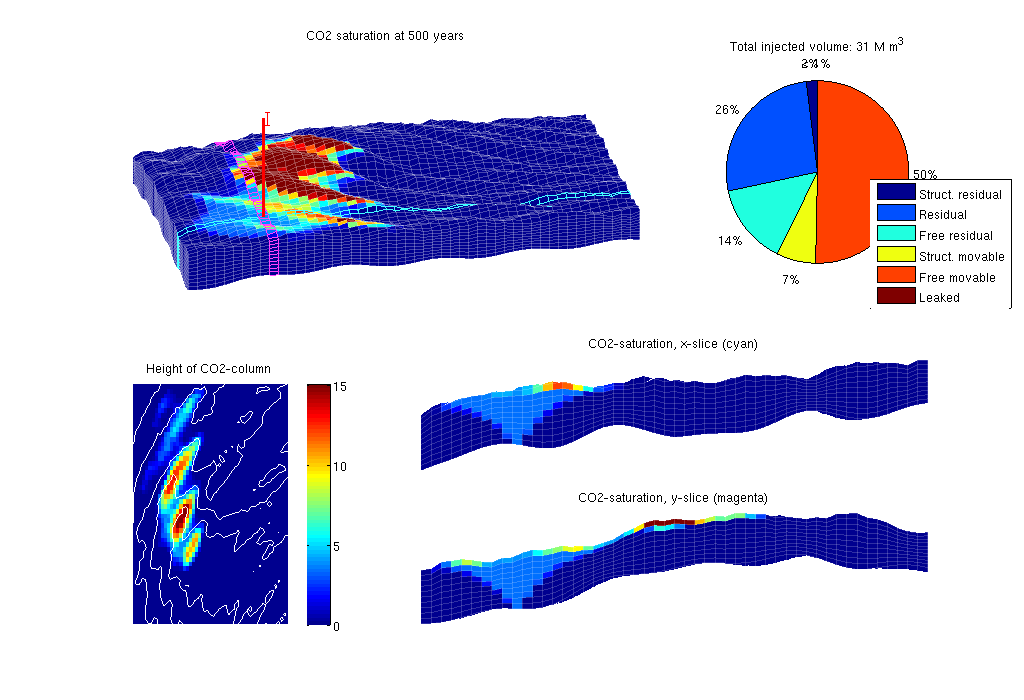 CO2 saturation at 500 years
Total injected volume: 31 M m3
26%
50%
14%
7%
Struct. residual
Residual
Free residual
Struct. movable
Free movable
Leaked
I
Height of CO2-column
15
10
5
0
CO2-saturation, x-slice (cyan)
CO2-saturation, y-slice (magenta)